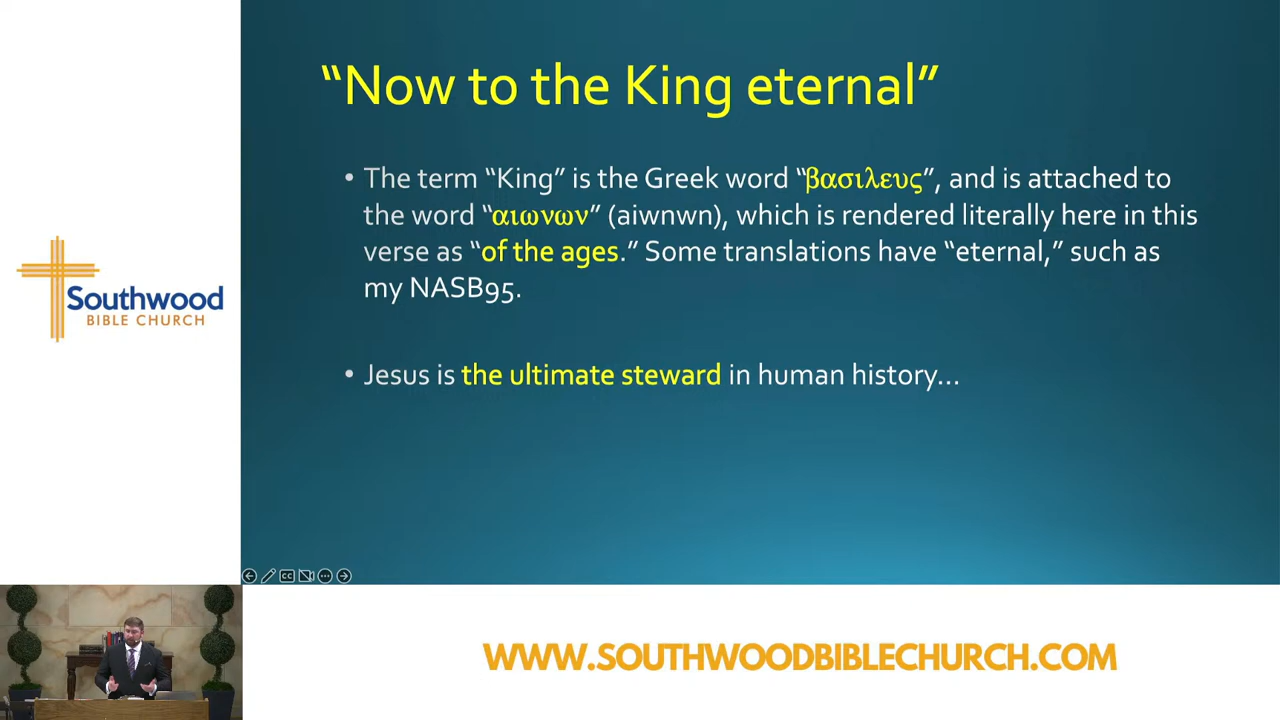 “Now to the King eternal”
• The term “King” is the Greek word “βασιλευς”, and is attached to
the word “αιωνων” (aiwnwn), which is rendered literally here in this
verse as “of the ages.” Some translations have “eternal,” such as
my NASB95.
• Jesus is the ultimate steward in human history...
Southwood
BIBLE CHURCH
CC
WWW.SOUTHWOODBIBLECHURCH.COM